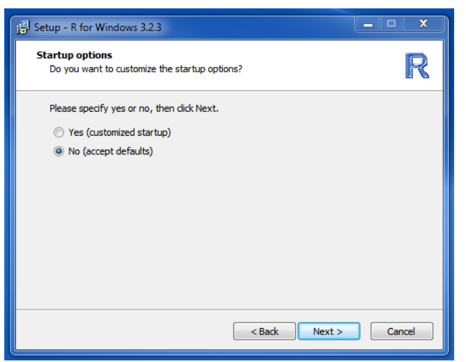 Setup - R for Windows 3.2.3
Startup options
Do you want to customize the startup options?
R
Please specify yes or no, then click Next.
Yes (customized startup)
No (accept defaults)
< Back Next > Cancel